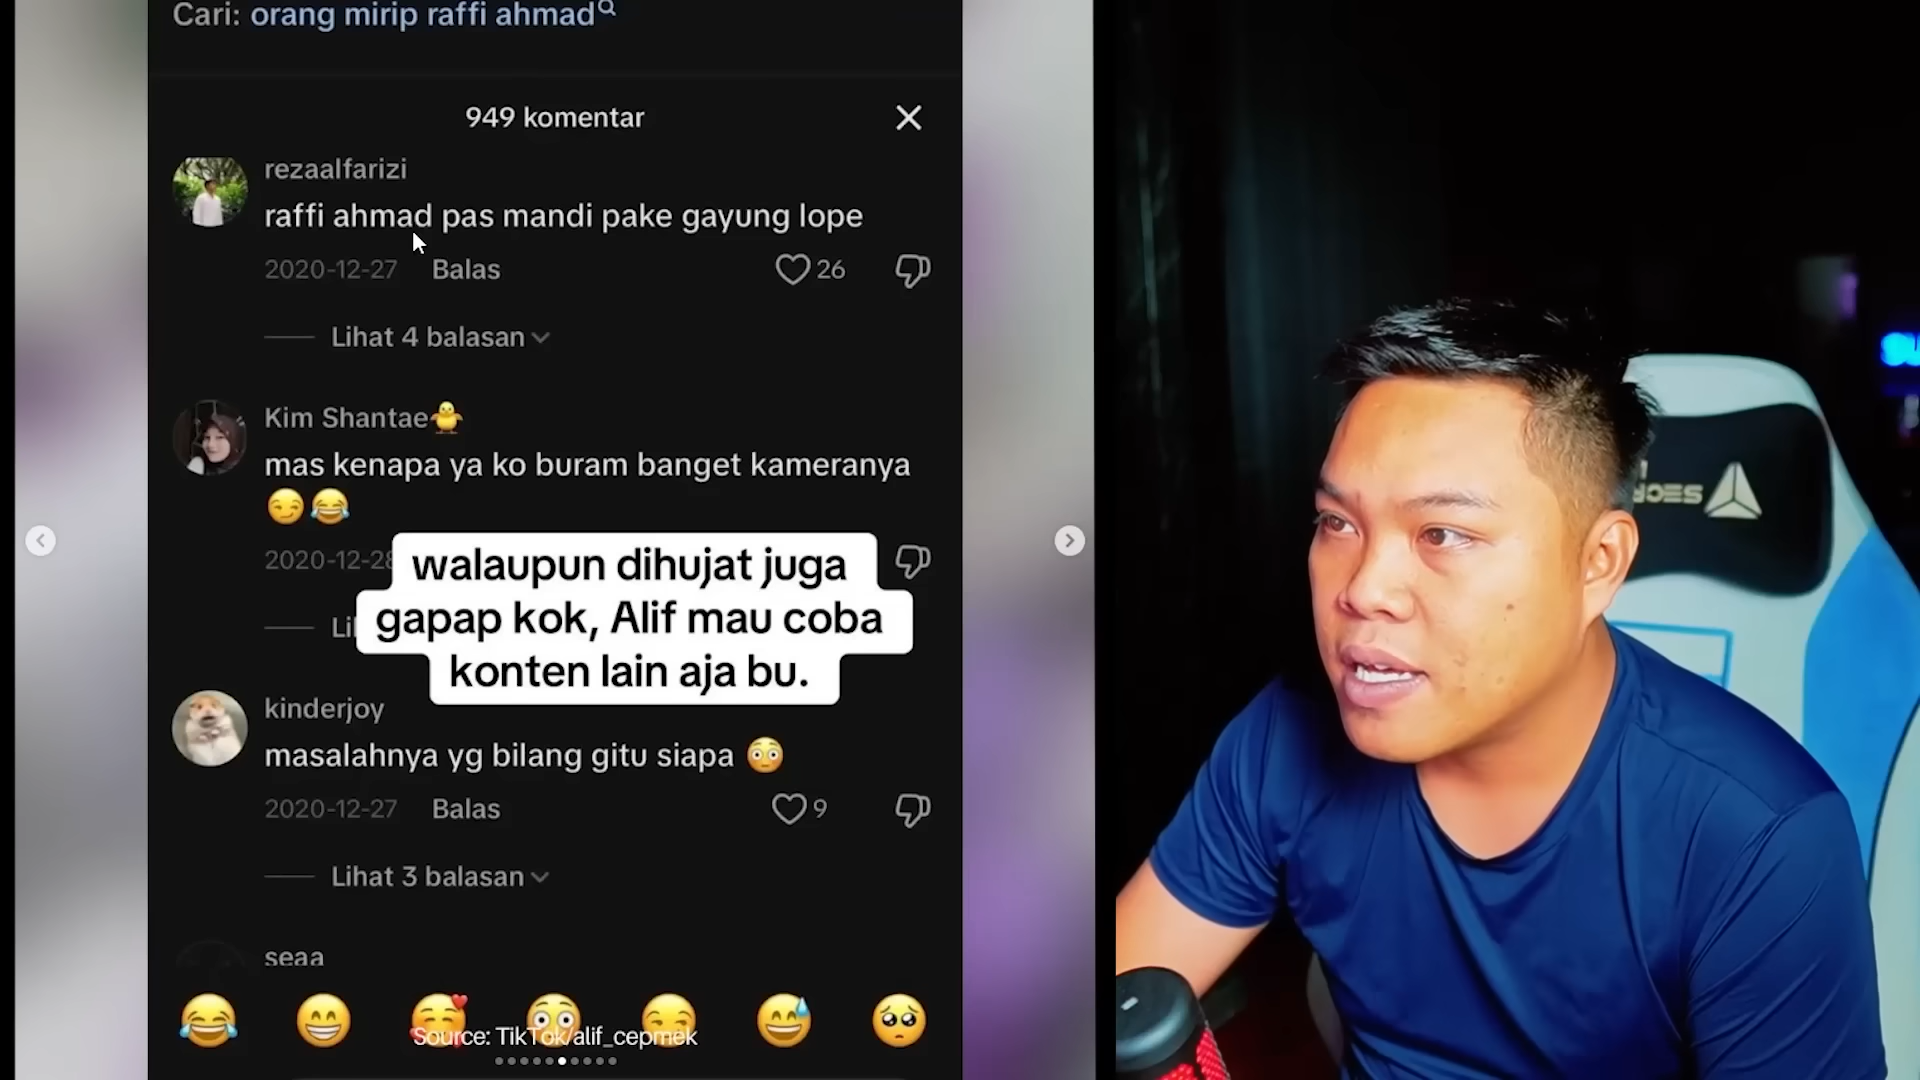 Cari: orang mirip raffi ahmad
949 komentar
rezaalfarizi
raffi ahmad pas mandi pake gayung lope
2020-12-27 Balas 26
Lihat 4 balasan
Kim Shantae
mas kenapa ya ko buram banget kameranya
😏😂
2020-12-28
walaupun dihujat juga
gapap kok, Alif mau coba
konten lain aja bu.
kinderjoy
masalahnya yg bilang gitu siapa 😳
2020-12-27 Balas 9
Lihat 3 balasan
seaa
Source: TikTok/alif_cepmek